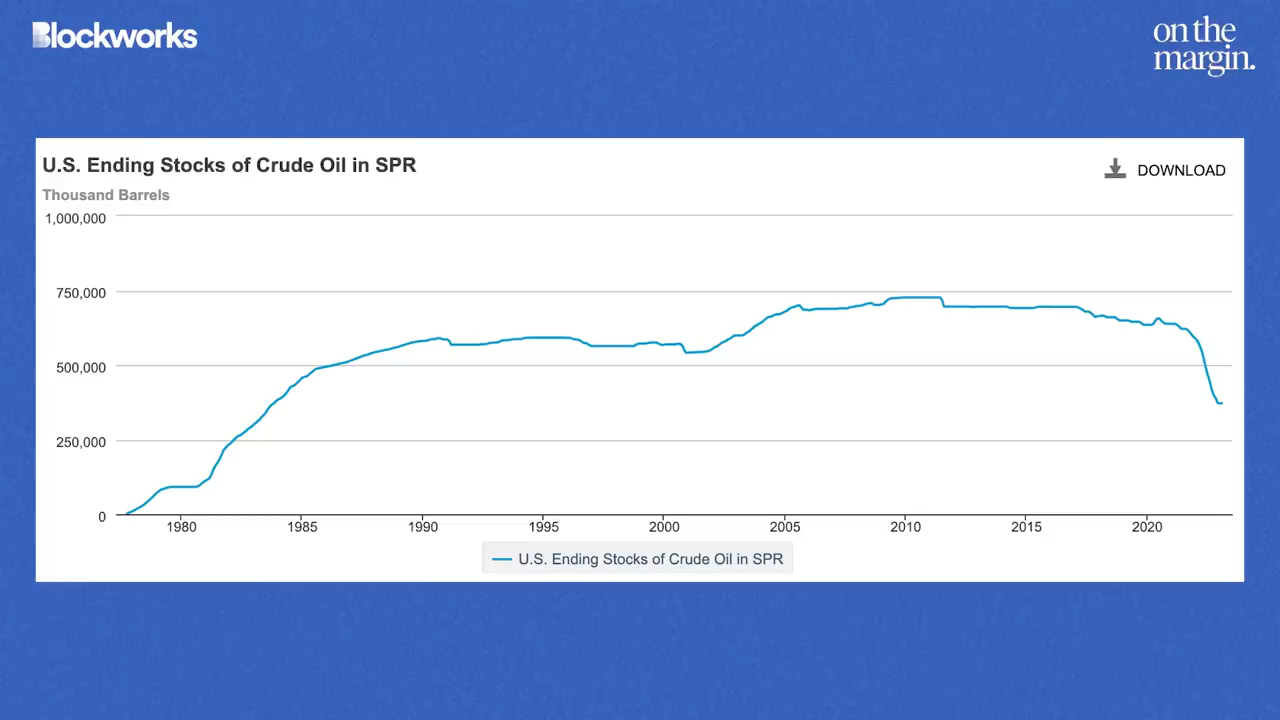 Blockworks
on the
margin.
U.S. Ending Stocks of Crude Oil in SPR
DOWNLOAD
Thousand Barrels
1,000,000
750,000
500,000
250,000
0
1980 1985 1990 1995 2000 2005 2010 2015 2020
U.S. Ending Stocks of Crude Oil in SPR